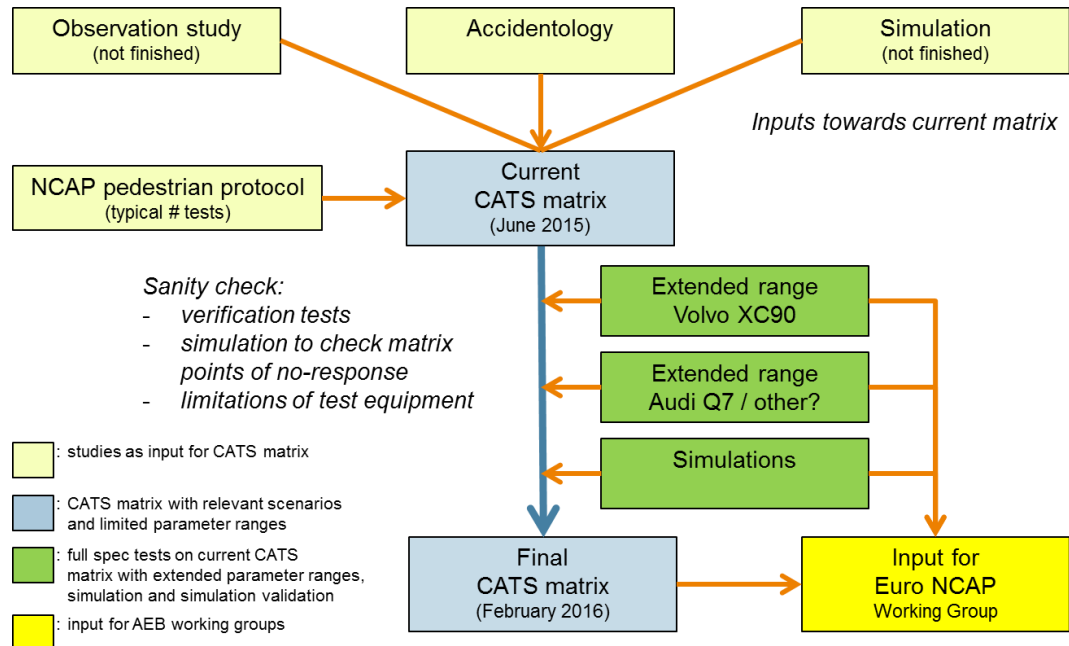 Observation study
(not finished)
Accidentology
Simulation
(not finished)
Inputs towards current matrix
NCAP pedestrian protocol
(typical # tests)
Current
CATS matrix
(June 2015)
Sanity check:
- verification tests
- simulation to check matrix
points of no-response
- limitations of test equipment
Extended range
Volvo XC90
Extended range
Audi Q7 / other?
Simulations
: studies as input for CATS matrix
: CATS matrix with relevant scenarios
and limited parameter ranges
: full spec tests on current CATS
matrix with extended parameter ranges,
simulation and simulation validation
: input for AEB working groups
Final
CATS matrix
(February 2016)
Input for
Euro NCAP
Working Group